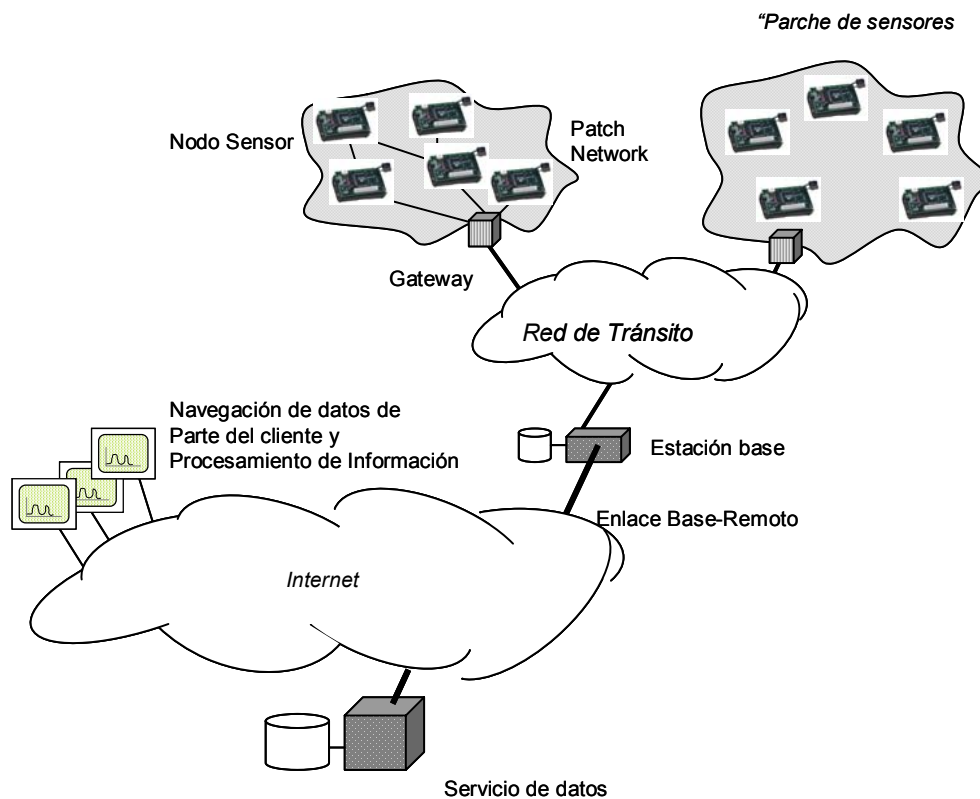 “Parche de sensores
Nodo Sensor
Patch
Network
Gateway
Red de Tránsito
Navegación de datos de
Parte del cliente y
Procesamiento de Información
Estación base
Enlace Base-Remoto
Internet
Servicio de datos